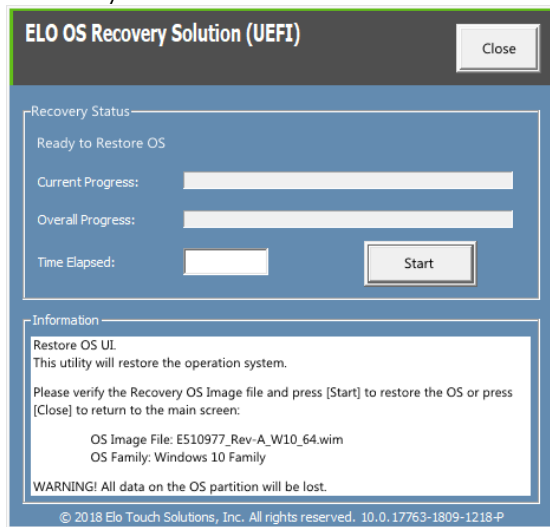 ELO OS Recovery Solution (UEFI)
Close
Recovery Status
Ready to Restore OS
Current Progress:
Overall Progress:
Time Elapsed:
Start
Information
Restore OS UI.
This utility will restore the operation system.
Please verify the Recovery OS Image file and press [Start] to restore the OS or press
[Close] to return to the main screen:
OS Image File: E510977_Rev-A_W10_64.wim
OS Family: Windows 10 Family
WARNING! All data on the OS partition will be lost.
© 2018 Elo Touch Solutions, Inc. All rights reserved. 10.0.17763-1809-1218-P